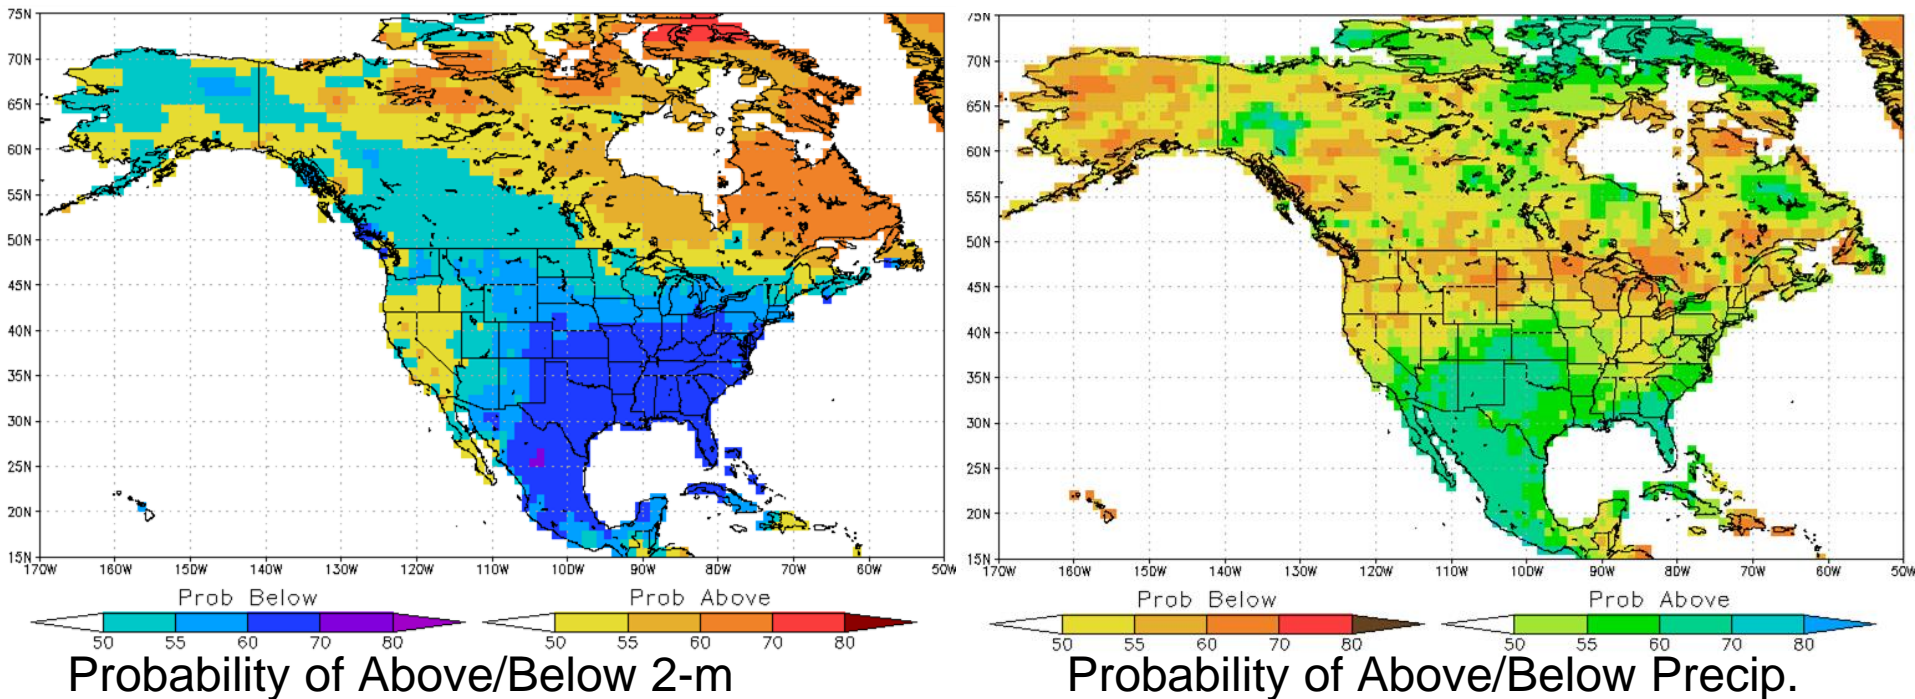 75N
70N
65N
60N
55N
50N
45N
40N
35N
30N
25N
20N
15N
170W 160W 150W 140W 130W 120W 110W 100W 90W 80W 70W 60W 50W
Prob Below Prob Above
50 55 60 70 80 50 55 60 70 80
Probability of Above/Below 2-m
75N
70N
65N
60N
55N
50N
45N
40N
35N
30N
25N
20N
15N
170W 160W 150W 140W 130W 120W 110W 100W 90W 80W 70W 60W 50W
Prob Below Prob Above
50 55 60 70 80 50 55 60 70 80
Probability of Above/Below Precip.